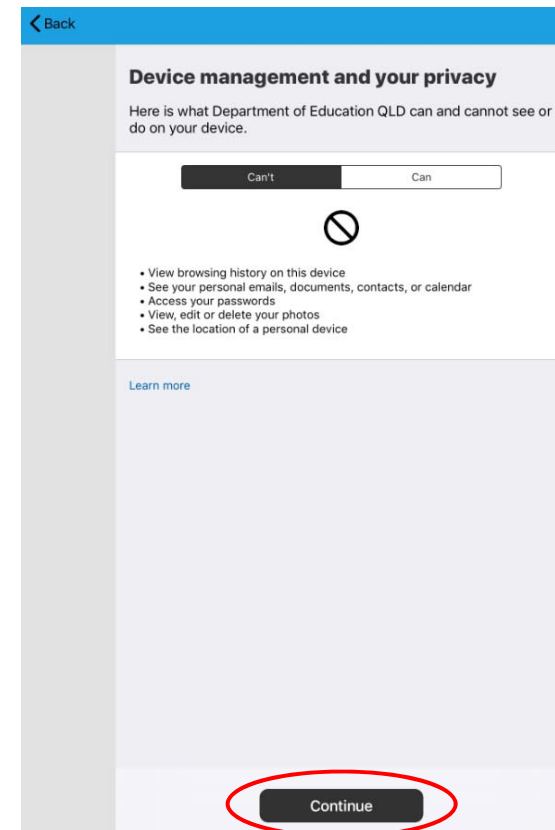 Back
Device management and your privacy
Here is what Department of Education QLD can and cannot see or
do on your device.
Can't Can
• View browsing history on this device
• See your personal emails, documents, contacts, or calendar
• Access your passwords
• View, edit or delete your photos
• See the location of a personal device
Learn more
Continue